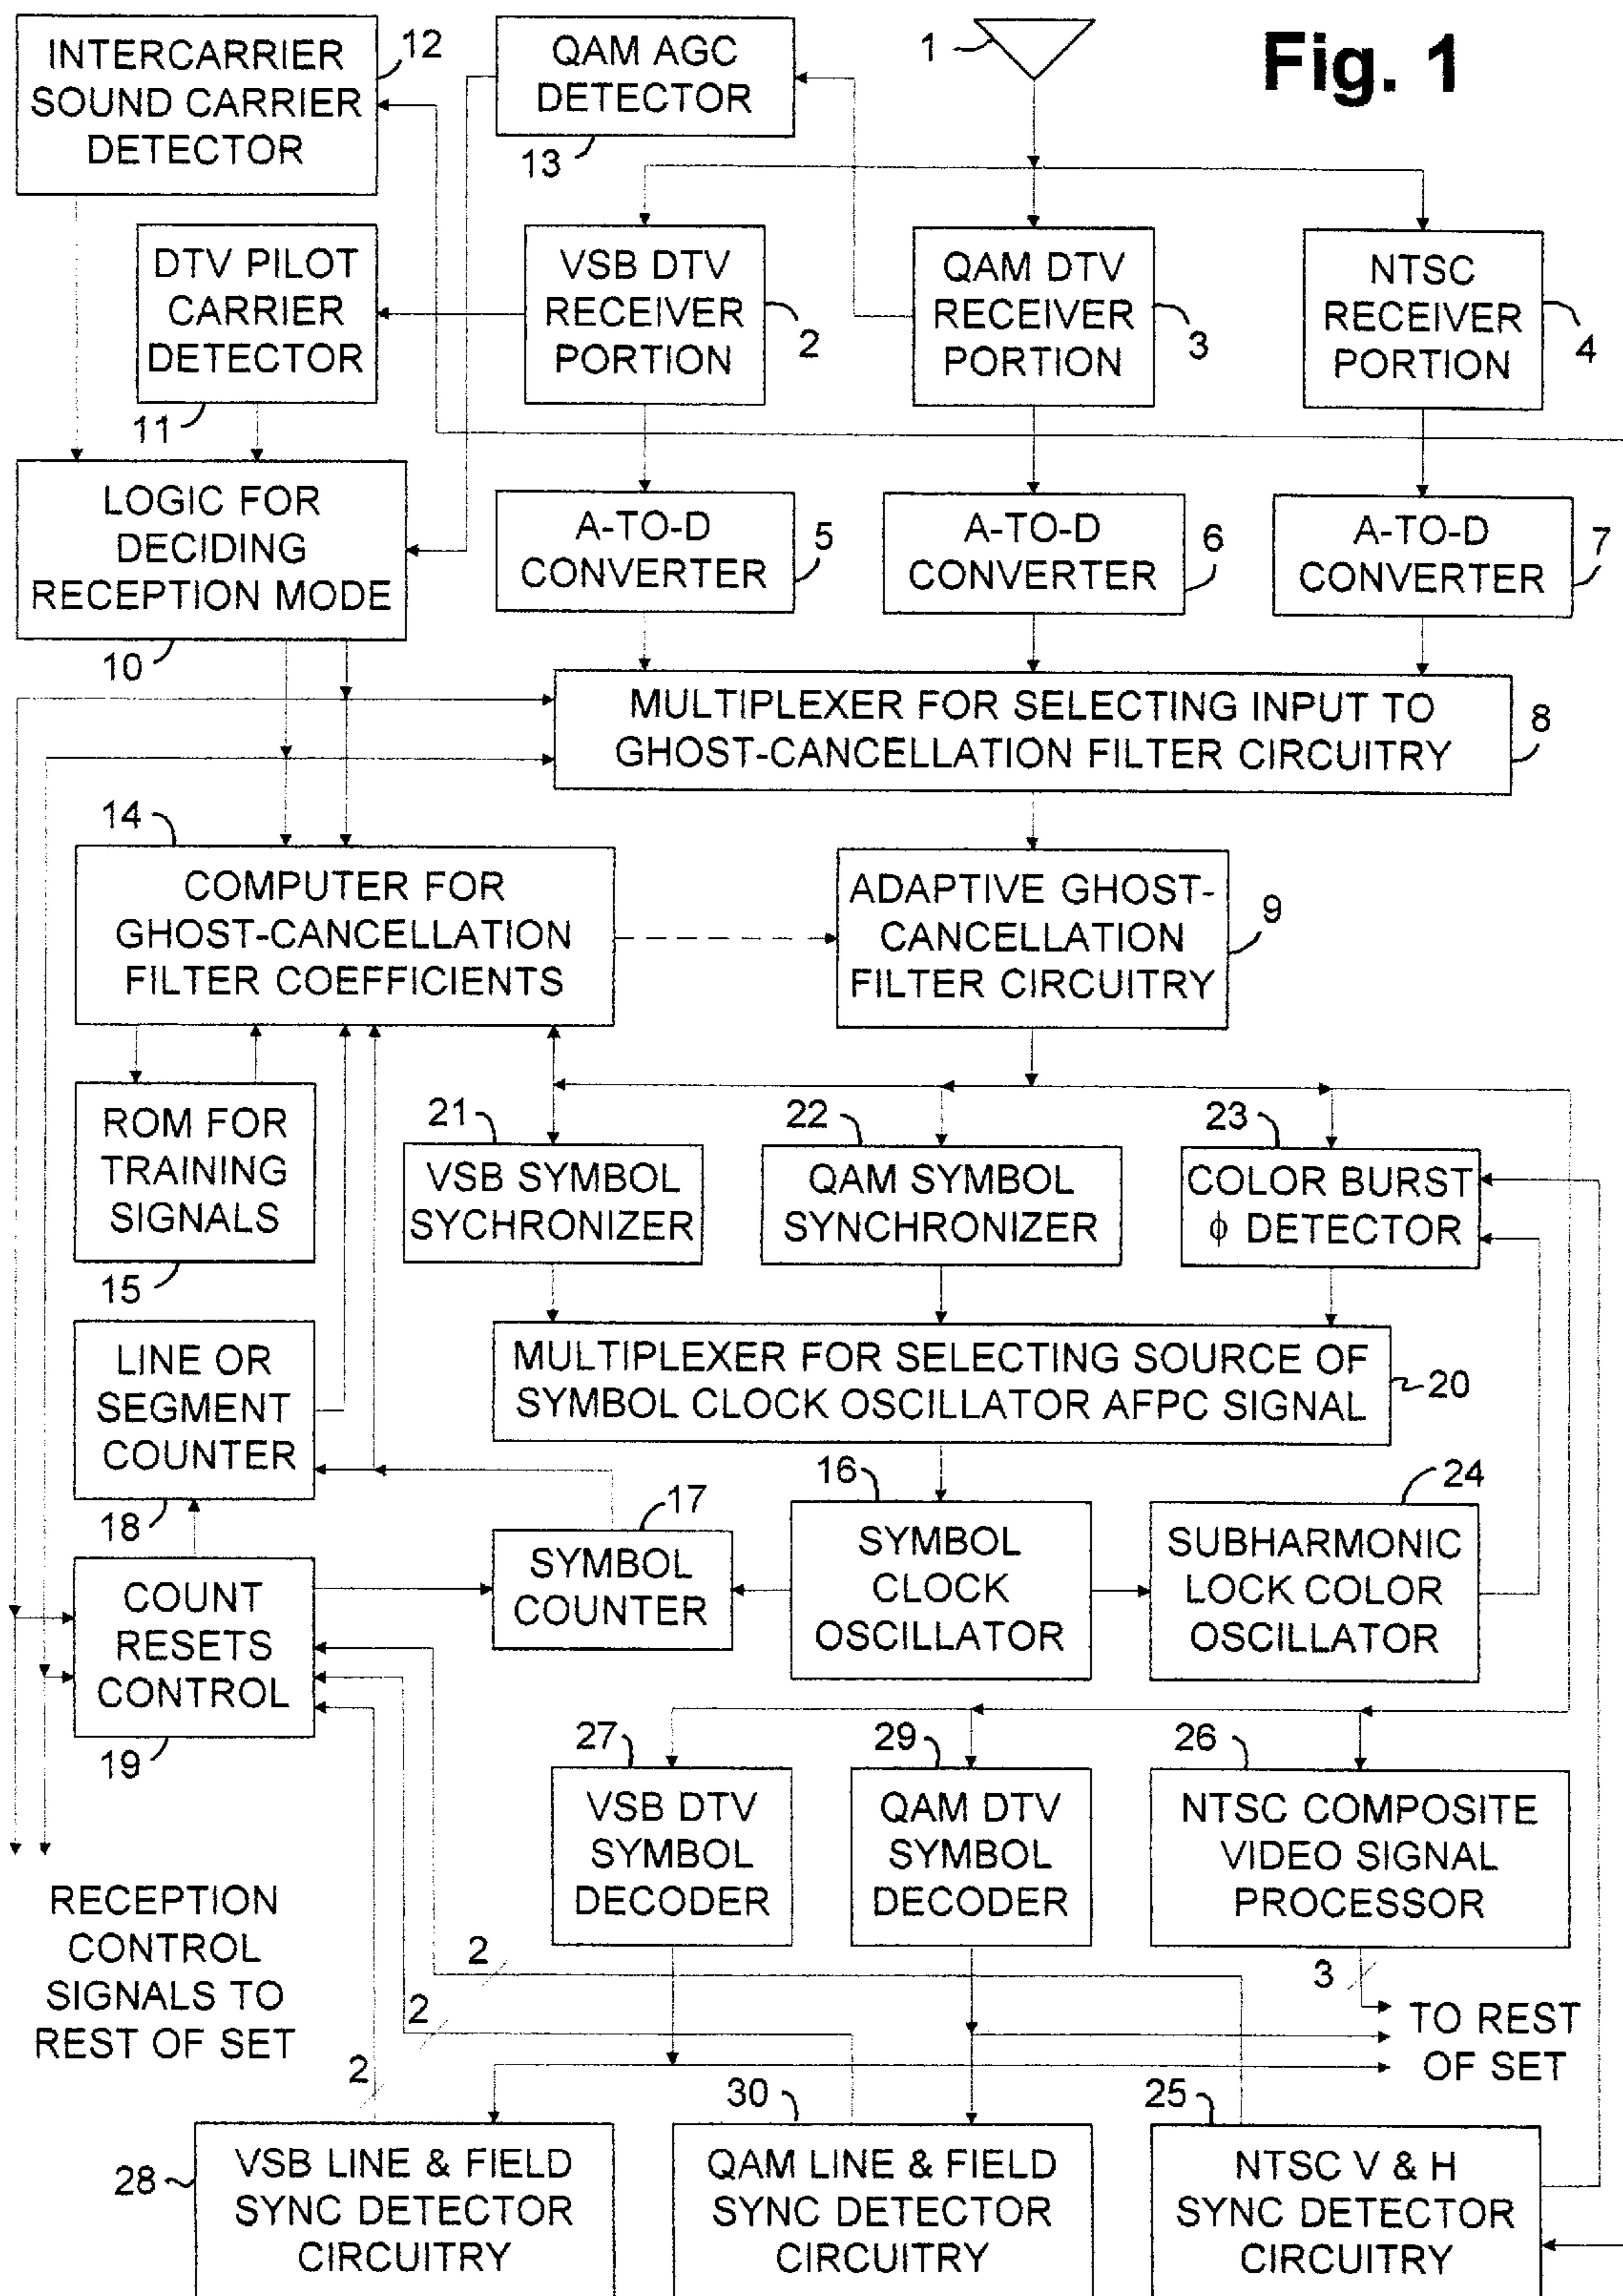 Fig. 1
INTERCARRIER
SOUND CARRIER
DETECTOR
12
QAM AGC
DETECTOR
13
1
DTV PILOT
CARRIER
DETECTOR
11
VSB DTV
RECEIVER
PORTION
2
QAM DTV
RECEIVER
PORTION
3
NTSC
RECEIVER
PORTION
4
LOGIC FOR
DECIDING
RECEPTION MODE
10
A-TO-D
CONVERTER
5
A-TO-D
CONVERTER
6
A-TO-D
CONVERTER
7
MULTIPLEXER FOR SELECTING INPUT TO
GHOST-CANCELLATION FILTER CIRCUITRY
8
14
COMPUTER FOR
GHOST-CANCELLATION
FILTER COEFFICIENTS
ADAPTIVE GHOST-
CANCELLATION
FILTER CIRCUITRY
9
ROM FOR
TRAINING
SIGNALS
15
21
VSB SYMBOL
SYCHRONIZER
22
QAM SYMBOL
SYNCHRONIZER
23
COLOR BURST
ϕ DETECTOR
LINE OR
SEGMENT
COUNTER
18
MULTIPLEXER FOR SELECTING SOURCE OF
SYMBOL CLOCK OSCILLATOR AFPC SIGNAL
20
COUNT
RESETS
CONTROL
19
17
SYMBOL
COUNTER
16
SYMBOL
CLOCK
OSCILLATOR
24
SUBHARMONIC
LOCK COLOR
OSCILLATOR
27
VSB DTV
SYMBOL
DECODER
29
QAM DTV
SYMBOL
DECODER
26
NTSC COMPOSITE
VIDEO SIGNAL
PROCESSOR
RECEPTION
CONTROL
SIGNALS TO
REST OF SET
2
2
2
3
TO REST
OF SET
28
VSB LINE & FIELD
SYNC DETECTOR
CIRCUITRY
30
QAM LINE & FIELD
SYNC DETECTOR
CIRCUITRY
25
NTSC V & H
SYNC DETECTOR
CIRCUITRY